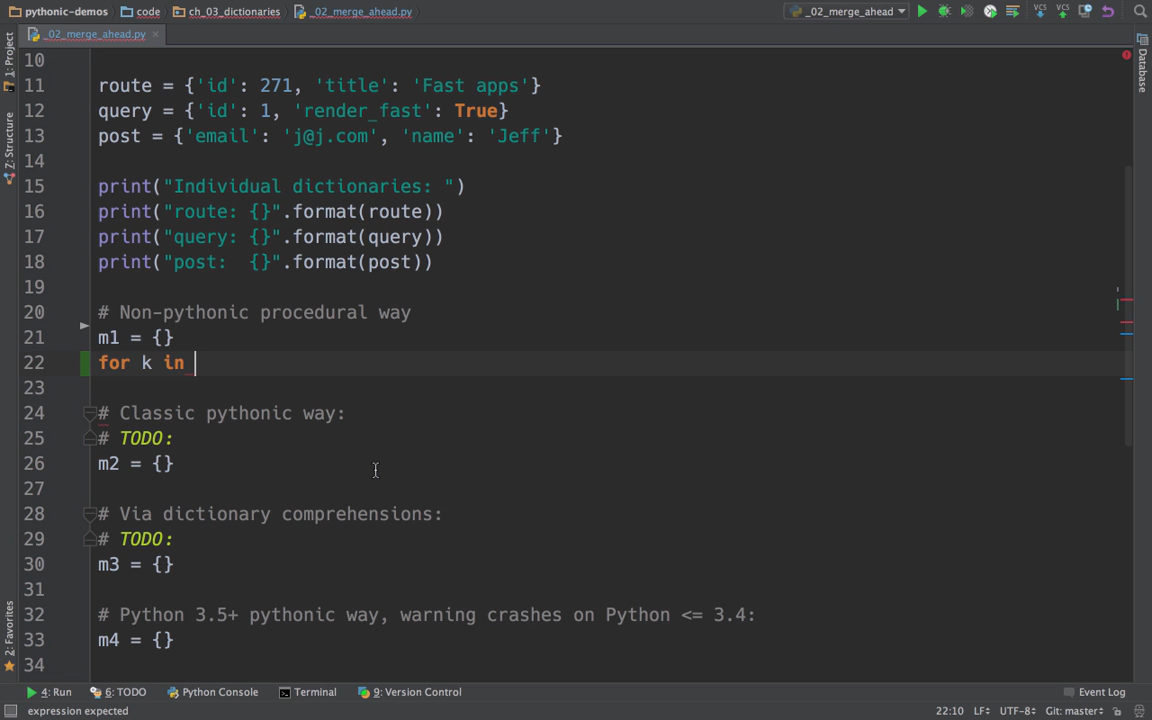 pythonic-demos code ch_03_dictionaries _02_merge_ahead.py _02_merge_ahead VCS VCS
_02_merge_ahead.py
1: Project
Z: Structure
2: Favorites
Database
10
11 route = {'id': 271, 'title': 'Fast apps'}
12 query = {'id': 1, 'render_fast': True}
13 post = {'email': 'j@j.com', 'name': 'Jeff'}
14
15 print("Individual dictionaries: ")
16 print("route: {}".format(route))
17 print("query: {}".format(query))
18 print("post:  {}".format(post))
19
20 # Non-pythonic procedural way
21 m1 = {}
22 for k in
23
24 # Classic pythonic way:
25 # TODO:
26 m2 = {}
27
28 # Via dictionary comprehensions:
29 # TODO:
30 m3 = {}
31
32 # Python 3.5+ pythonic way, warning crashes on Python <= 3.4:
33 m4 = {}
34
4: Run 6: TODO Python Console Terminal 9: Version Control Event Log
expression expected 22:10 LF UTF-8 Git: master